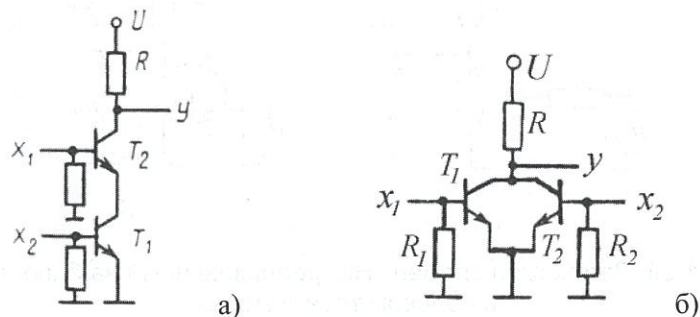 U
R
y
x₁
T₂
x₂
T₁
а)
U
R
y
T₁
x₁
x₂
R₁
T₂
R₂
б)